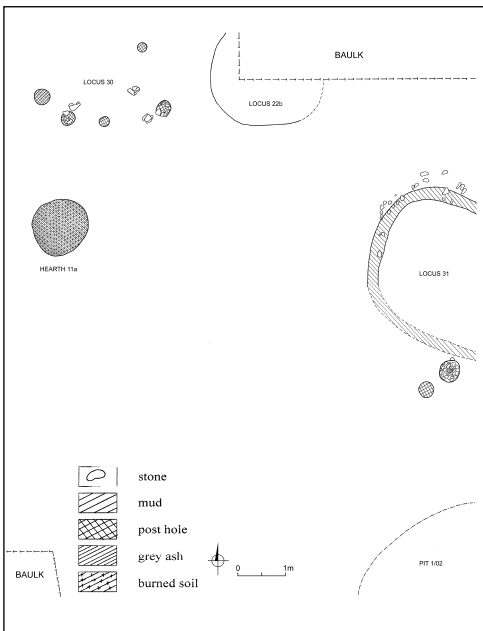 BAULK
LOCUS 30
LOCUS 22b
HEARTH 11a
LOCUS 31
stone
mud
post hole
grey ash
burned soil
0 1m
BAULK
PIT 1/02